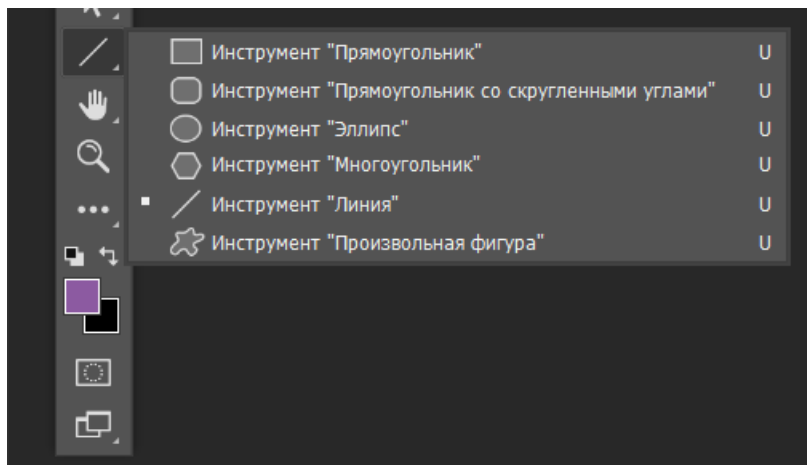 Инструмент "Прямоугольник" U
Инструмент "Прямоугольник со скругленными углами" U
Инструмент "Эллипс" U
Инструмент "Многоугольник" U
Инструмент "Линия" U
Инструмент "Произвольная фигура" U